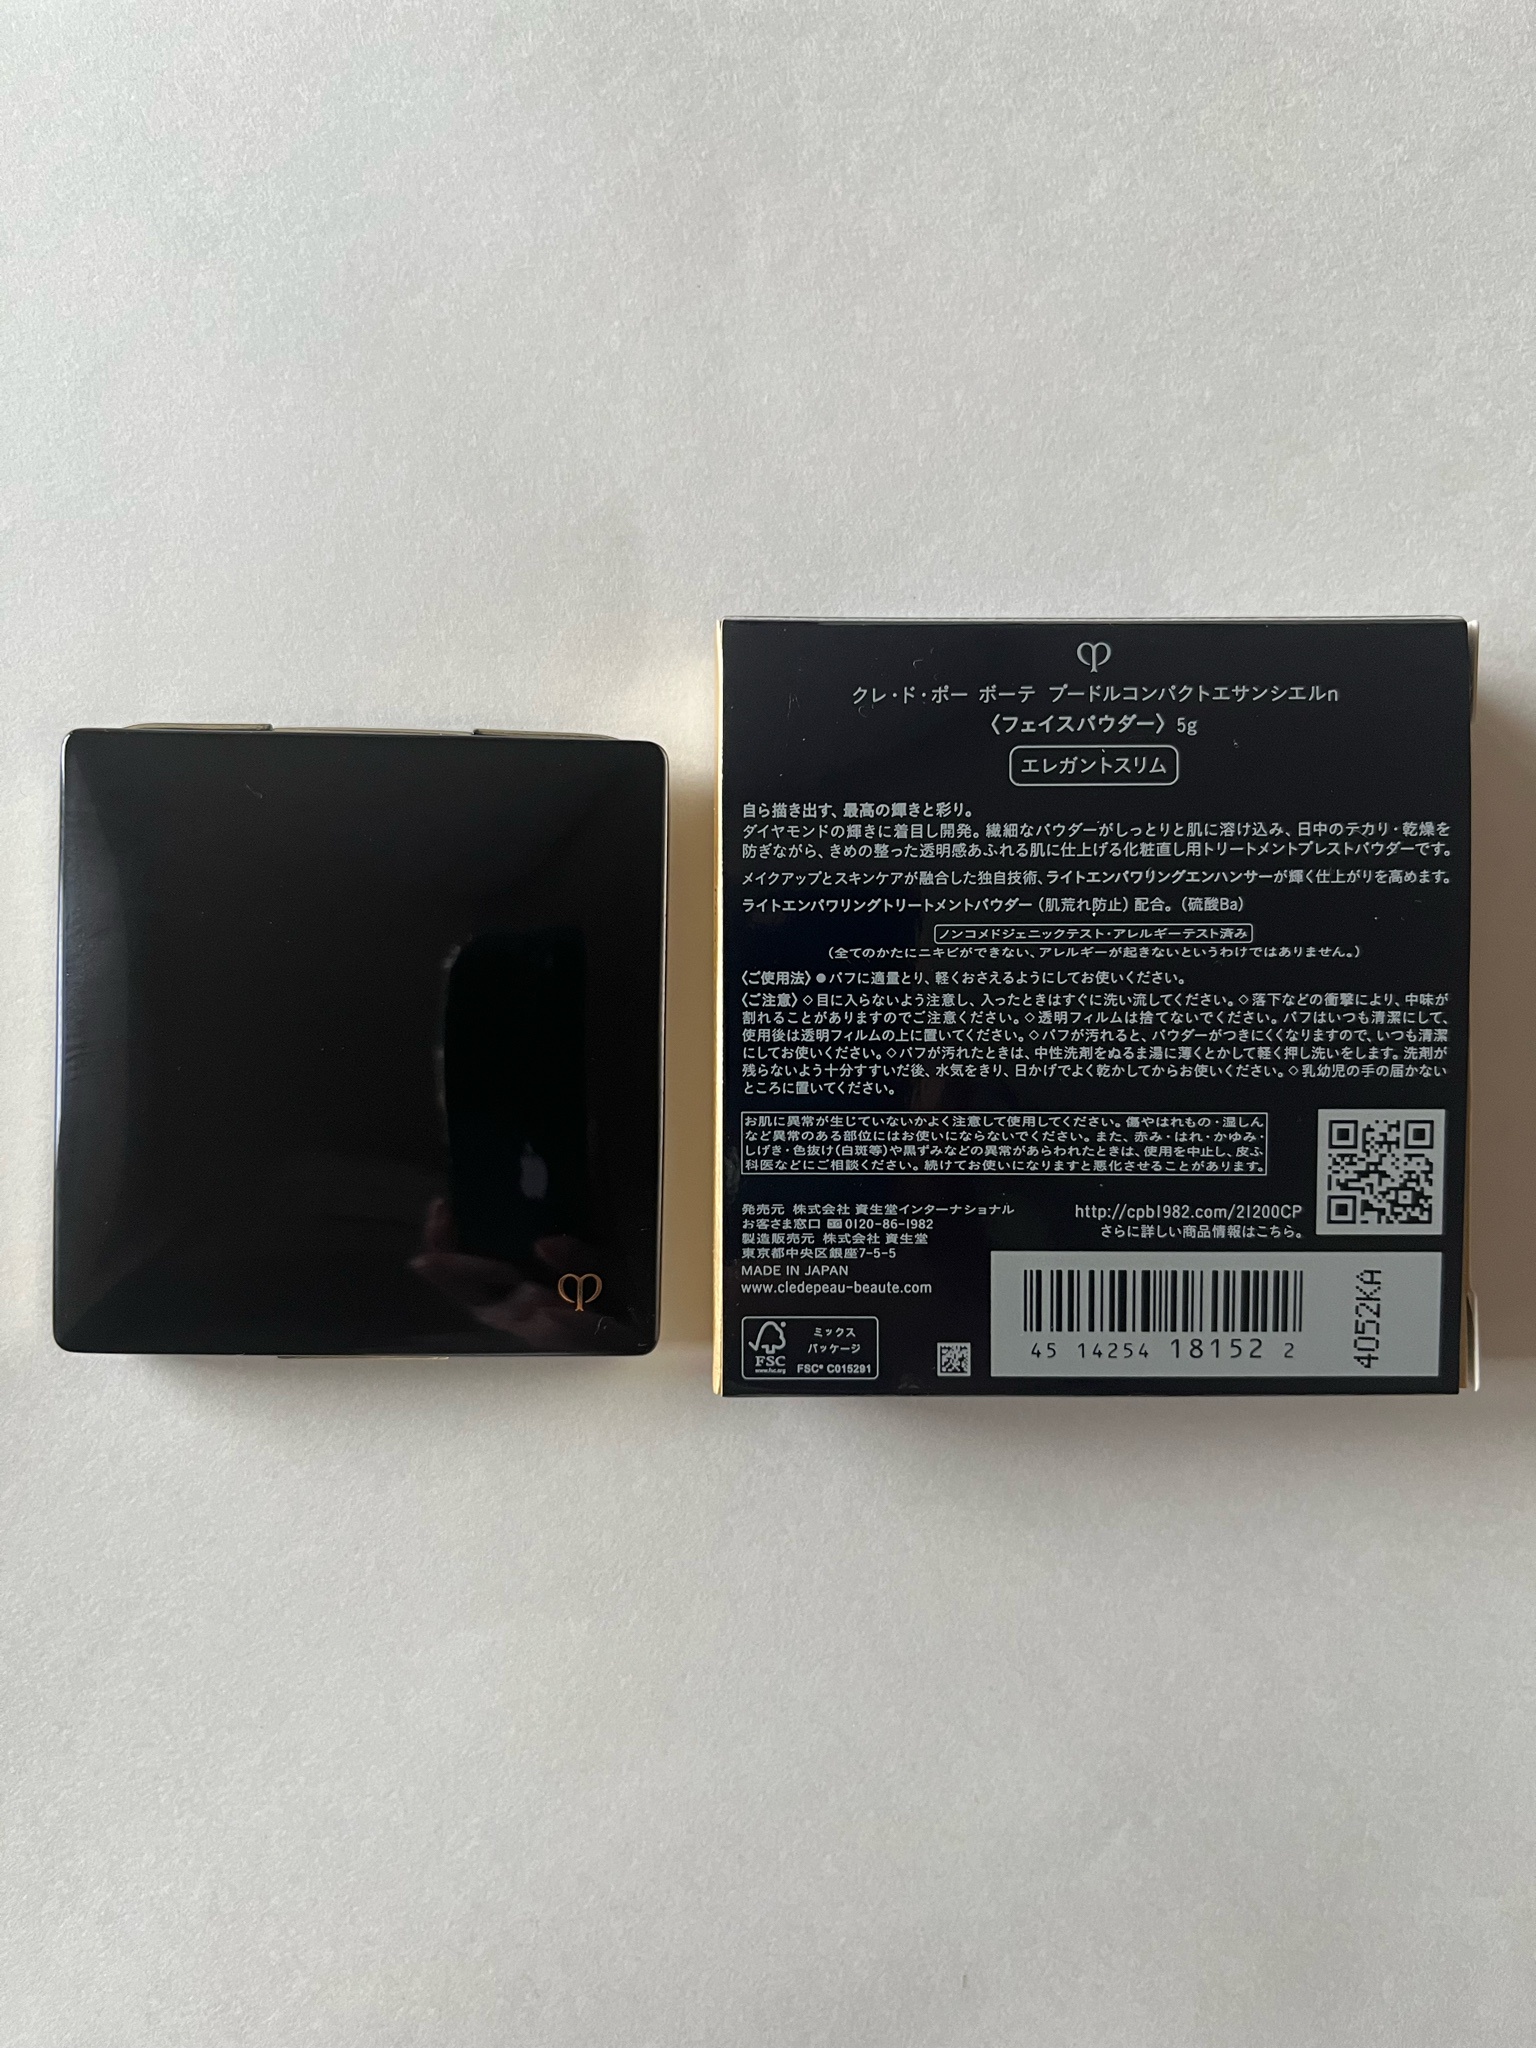 クレ・ド・ポー ボーテ プードルコンパクトエサンシエルn
〈フェイスパウダー〉5g
エレガントスリム
自ら描き出す、最高の輝きと彩り。
ダイヤモンドの輝きに着目し開発。繊細なパウダーがしっとりと肌に溶け込み、日中のテカリ・乾燥を
防ぎながら、きめの整った透明感あふれる肌に仕上げる化粧直し用トリートメントプレストパウダーです。
メイクアップとスキンケアが融合した独自技術、ライトエンパワリングエンハンサーが輝く仕上がりを高めます。
ライトエンパワリングトリートメントパウダー（肌荒れ防止）配合。（硫酸Ba）
ノンコメドジェニックテスト・アレルギーテスト済み
（全てのかたにニキビができない、アレルギーが起きないというわけではありません。）
〈ご使用法〉●パフに適量とり、軽くおさえるようにしてお使いください。
〈ご注意〉◇目に入らないよう注意し、入ったときはすぐに洗い流してください。◇落下などの衝撃により、中味が
割れることがありますのでご注意ください。◇透明フィルムは捨てないでください。パフはいつも清潔にして、
使用後は透明フィルムの上に置いてください。◇パフが汚れると、パウダーがつきにくくなりますので、いつも清潔
にしてお使いください。◇パフが汚れたときは、中性洗剤をぬるま湯に薄くとかして軽く押し洗いをします。洗剤が
残らないよう十分すすいだ後、水気をきり、日かげでよく乾かしてからお使いください。◇乳幼児の手の届かない
ところに置いてください。
お肌に異常が生じていないかよく注意して使用してください。傷やはれもの・湿しん
など異常のある部位にはお使いにならないでください。また、赤み・はれ・かゆみ・
しげき・色抜け（白斑等）や黒ずみなどの異常があらわれたときは、使用を中止し、皮ふ
科医などにご相談ください。続けてお使いになりますと悪化させることがあります。
発売元 株式会社 資生堂インターナショナル
お客さま窓口 0120-86-1982
製造販売元 株式会社 資生堂
東京都中央区銀座7-5-5
MADE IN JAPAN
www.cledepeau-beaute.com
http://cpb1982.com/21200CP
さらに詳しい商品情報はこちら。
FSC
www.fsc.org
ミックス
パッケージ
FSC® C015291
45 14254 18152 2
4052KA